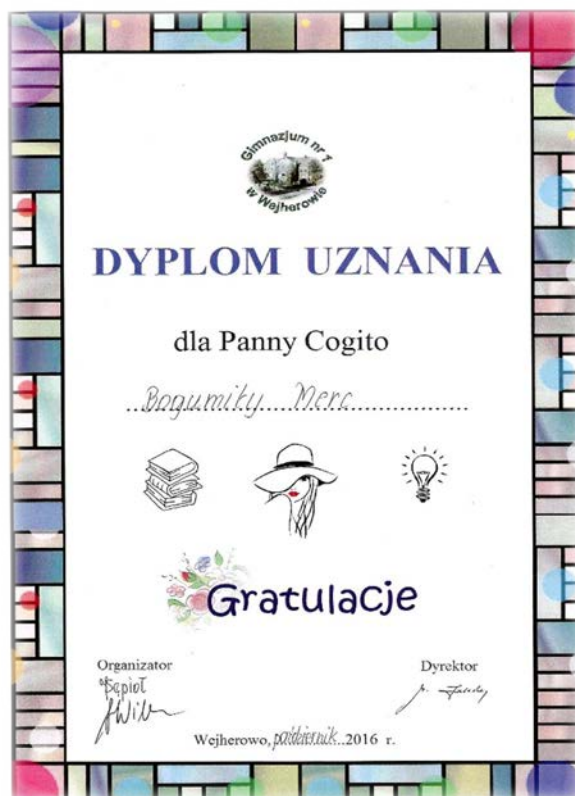 Gimnazjum nr 1
w Wejherowie
DYPLOM UZNANIA
dla Panny Cogito
Bogumiły Merc
Gratulacje
Organizator
Dyrektor
Wejherowo, październik 2016 r.